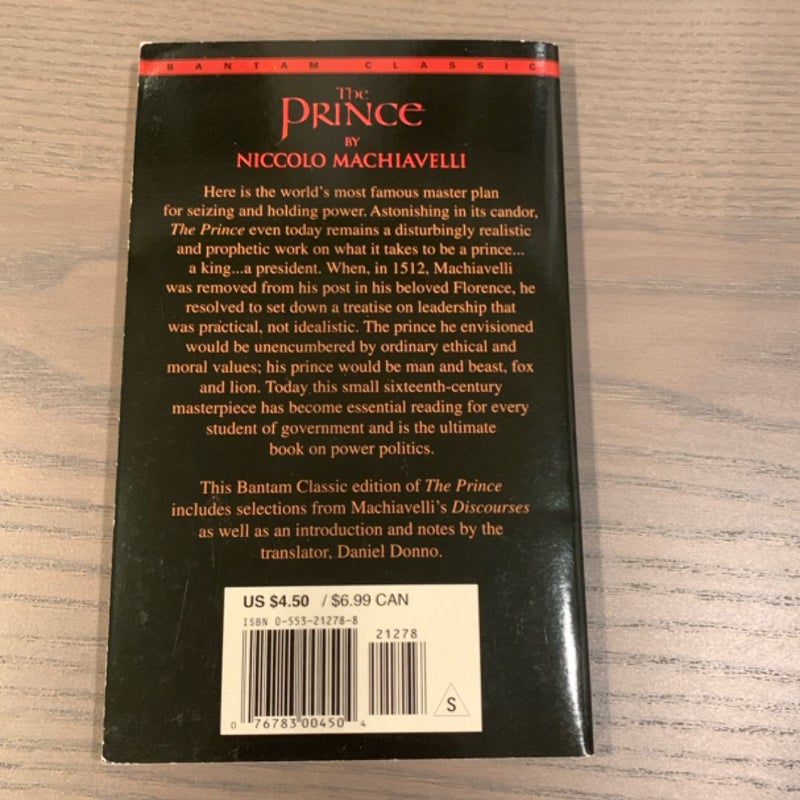 BANTAM CLASSIC
The
PRINCE
BY
NICCOLO MACHIAVELLI
Here is the world's most famous master plan
for seizing and holding power. Astonishing in its candor,
The Prince even today remains a disturbingly realistic
and prophetic work on what it takes to be a prince...
a king...a president. When, in 1512, Machiavelli
was removed from his post in his beloved Florence, he
resolved to set down a treatise on leadership that
was practical, not idealistic. The prince he envisioned
would be unencumbered by ordinary ethical and
moral values; his prince would be man and beast, fox
and lion. Today this small sixteenth-century
masterpiece has become essential reading for every
student of government and is the ultimate
book on power politics.
This Bantam Classic edition of The Prince
includes selections from Machiavelli's Discourses
as well as an introduction and notes by the
translator, Daniel Donno.
US $4.50 / $6.99 CAN
ISBN 0-553-21278-8
21278
S
0 76783 00450 4